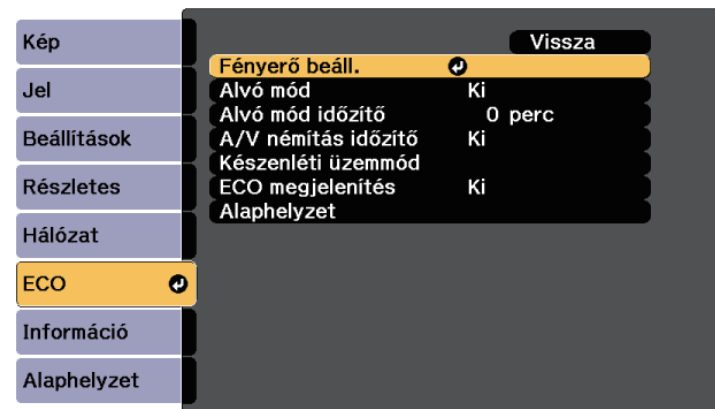 Kép
Jel
Beállítások
Részletes
Hálózat
ECO
Információ
Alaphelyzet
Vissza
Fényerő beáll.
Alvó mód Ki
Alvó mód időzítő 0 perc
A/V némítás időzítő Ki
Készenléti üzemmód
ECO megjelenítés Ki
Alaphelyzet